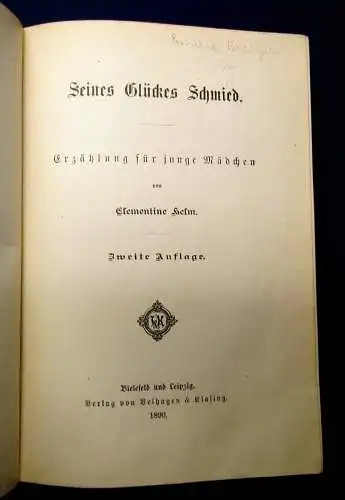 Seines Glückes Schmied.
Erzählung für junge Mädchen
von
Clementine Helm.
Zweite Auflage.
Bielefeld und Leipzig.
Verlag von Velhagen & Klasing.
1890.